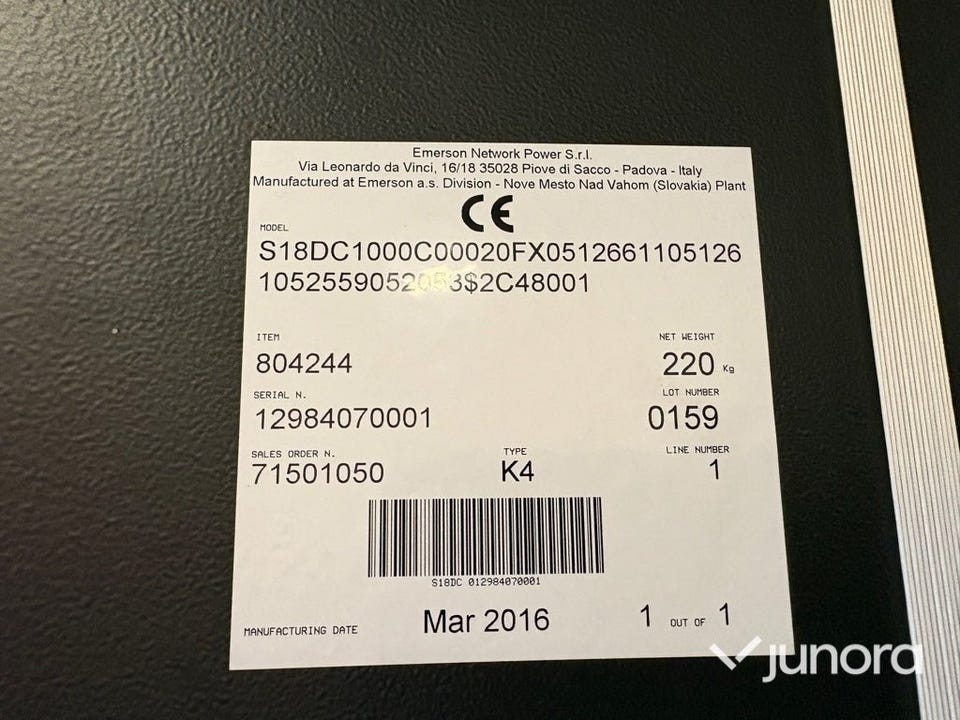 Emerson Network Power S.r.l.
Via Leonardo da Vinci, 16/18 35028 Piove di Sacco - Padova - Italy
Manufactured at Emerson a.s. Division - Nove Mesto Nad Vahom (Slovakia) Plant
CE
MODEL
S18DC1000C00020FX0512661105126
1052559052053$2C48001
ITEM
804244
NET WEIGHT
220 Kg
SERIAL N.
12984070001
LOT NUMBER
0159
SALES ORDER N.
71501050
TYPE
K4
LINE NUMBER
1
S18DC 012984070001
MANUFACTURING DATE
Mar 2016
1 OUT OF 1
junora